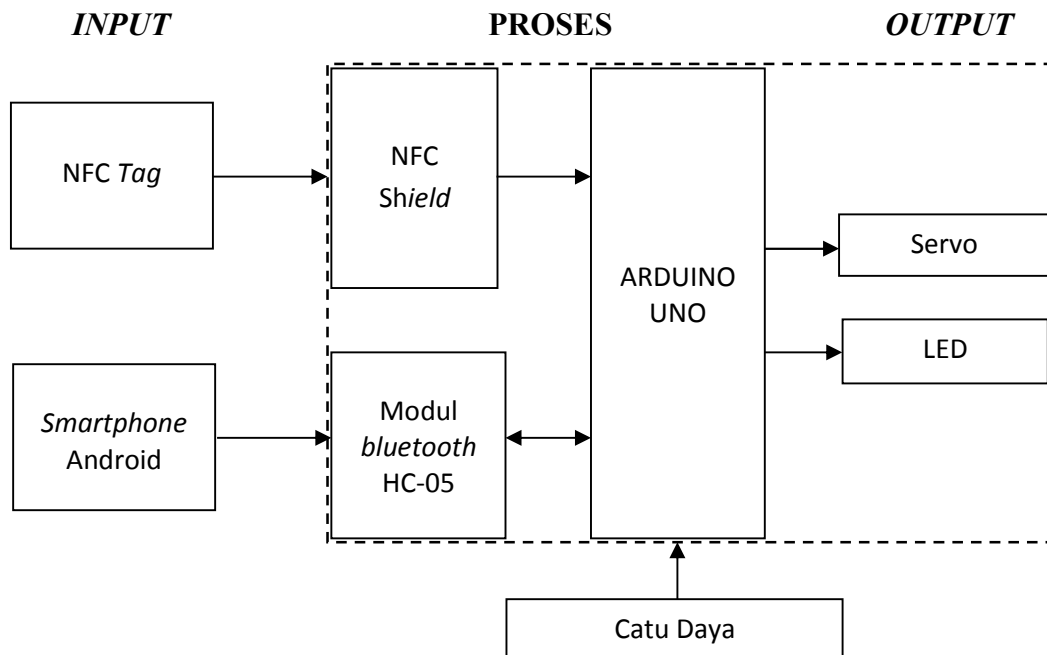 INPUT
PROSES
OUTPUT
NFC Tag
NFC
Shield
ARDUINO
UNO
Servo
LED
Smartphone
Android
Modul
bluetooth
HC-05
Catu Daya